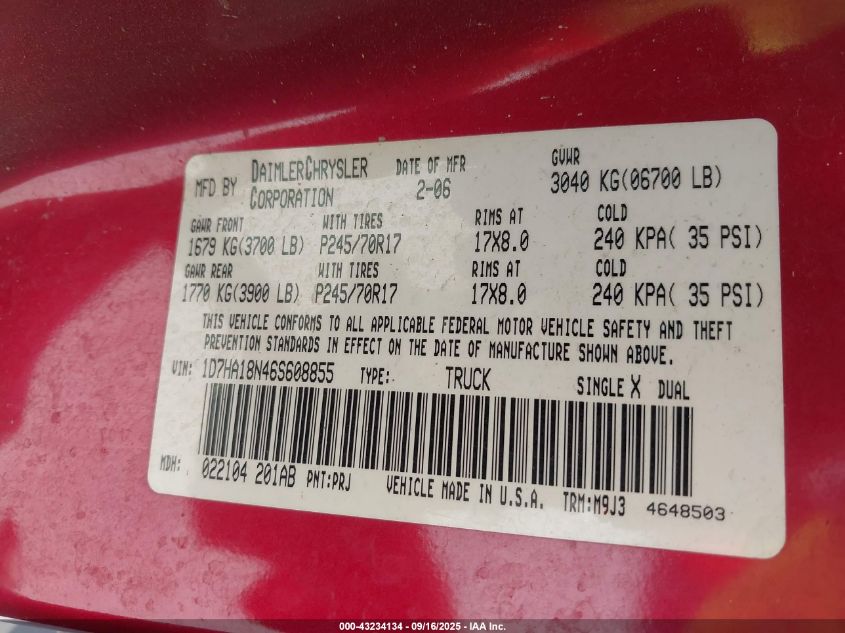 MFD BY DAIMLERCHRYSLER CORPORATION DATE OF MFR 2-06 GVWR 3040 KG(06700 LB)
GAWR FRONT WITH TIRES RIMS AT COLD
1679 KG(3700 LB) P245/70R17 17X8.0 240 KPA( 35 PSI)
GAWR REAR WITH TIRES RIMS AT COLD
1770 KG(3900 LB) P245/70R17 17X8.0 240 KPA( 35 PSI)
THIS VEHICLE CONFORMS TO ALL APPLICABLE FEDERAL MOTOR VEHICLE SAFETY AND THEFT
PREVENTION STANDARDS IN EFFECT ON THE DATE OF MANUFACTURE SHOWN ABOVE.
VIN: 1D7HA18N46S608855 TYPE: TRUCK SINGLE X DUAL
MDH: 022104 201AB PNT:PRJ VEHICLE MADE IN U.S.A. TRM:M9J3 4648503
000-43234134 - 09/16/2025 - IAA Inc.